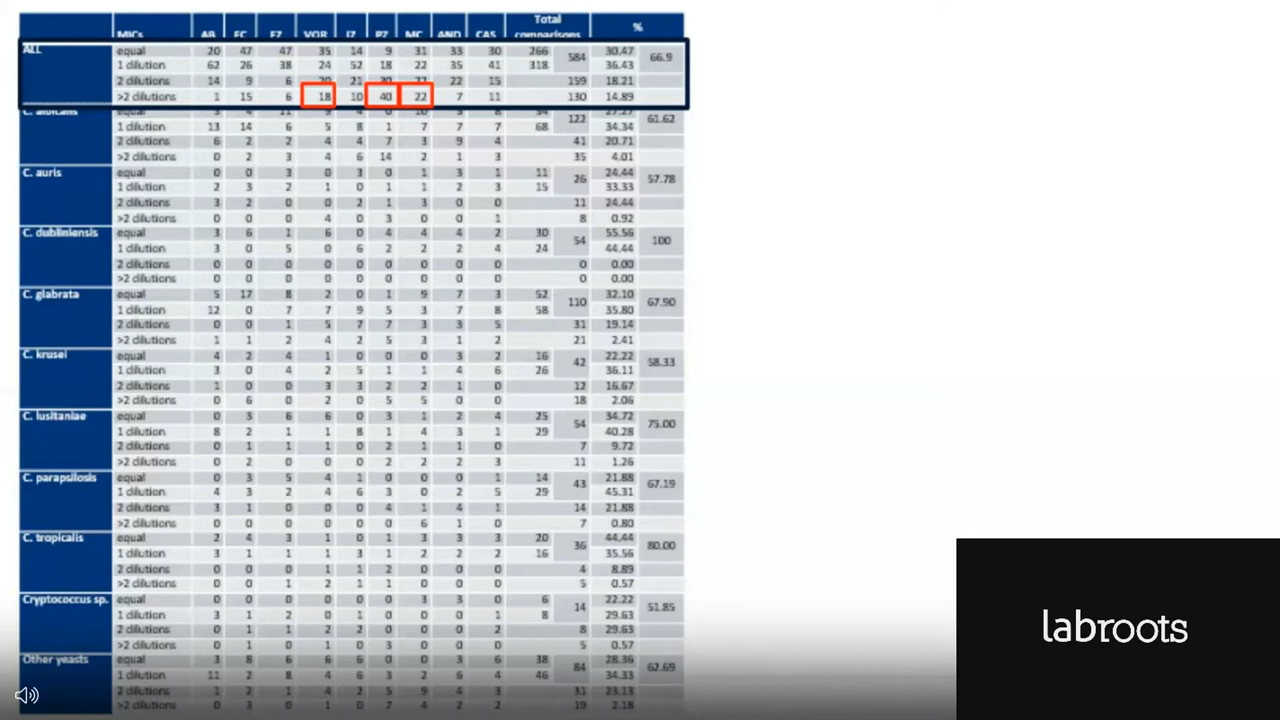 MICs AB FC FZ VOR IZ PZ MC AND CAS Total comparisons %
ALL equal 20 47 47 35 14 9 31 33 30 266 584 30.47 66.9
1 dilution 62 26 38 24 52 18 22 35 41 318 36.43
2 dilutions 14 9 6 20 21 30 22 22 15 159 18.21
>2 dilutions 1 15 6 18 10 40 22 7 11 130 14.89
C. albicans 122 61.62
1 dilution 13 14 6 5 8 1 7 7 7 68 34.34
2 dilutions 6 2 2 4 4 7 3 9 4 41 20.71
>2 dilutions 0 2 3 4 6 14 2 1 3 35 4.01
C. auris equal 0 0 3 0 3 0 1 3 1 11 26 24.44 57.78
1 dilution 2 3 2 1 0 1 1 2 3 15 33.33
2 dilutions 3 2 0 0 2 1 3 0 0 11 24.44
>2 dilutions 0 0 0 4 0 3 0 0 1 8 0.92
C. dubliniensis equal 3 6 1 6 0 4 4 4 2 30 54 55.56 100
1 dilution 3 0 5 0 6 2 2 2 4 24 44.44
2 dilutions 0 0 0 0 0 0 0 0 0 0 0.00
>2 dilutions 0 0 0 0 0 0 0 0 0 0 0.00
C. glabrata equal 5 17 8 2 0 1 9 7 3 52 110 32.10 67.90
1 dilution 12 0 7 7 9 5 3 7 8 58 35.80
2 dilutions 0 0 1 5 7 7 3 3 5 31 19.14
>2 dilutions 1 1 2 4 2 5 3 1 2 21 2.41
C. krusei equal 4 2 4 1 0 0 0 3 2 16 42 22.22 58.33
1 dilution 3 0 4 2 5 1 1 4 6 26 36.11
2 dilutions 1 0 0 3 3 2 2 1 0 12 16.67
>2 dilutions 0 6 0 2 0 5 5 0 0 18 2.06
C. lusitaniae equal 0 3 6 6 0 3 1 2 4 25 54 34.72 75.00
1 dilution 8 2 1 1 8 1 4 3 1 29 40.28
2 dilutions 0 1 1 1 0 2 1 1 0 7 9.72
>2 dilutions 0 2 0 0 0 2 2 2 3 11 1.26
C. parapsilosis equal 0 3 5 4 1 0 0 0 1 14 43 21.88 67.19
1 dilution 4 3 2 4 6 3 0 2 5 29 45.31
2 dilutions 3 1 0 0 0 4 1 4 1 14 21.88
>2 dilutions 0 0 0 0 0 0 6 1 0 7 0.80
C. tropicalis equal 2 4 3 1 0 1 3 3 3 20 36 44.44 80.00
1 dilution 3 1 1 1 3 1 2 2 2 16 35.56
2 dilutions 0 0 0 1 1 2 0 0 0 4 8.89
>2 dilutions 0 0 1 2 1 1 0 0 0 5 0.57
Cryptococcus sp. equal 0 0 0 0 0 0 3 3 0 6 14 22.22 51.85
1 dilution 3 1 2 0 1 0 0 0 1 8 29.63
2 dilutions 0 1 1 2 2 0 0 0 2 8 29.63
>2 dilutions 0 1 0 1 0 3 0 0 0 5 0.57
Other yeasts equal 3 8 6 6 6 0 0 3 6 38 84 28.36 62.69
1 dilution 11 2 8 4 6 3 2 6 4 46 34.33
2 dilutions 1 2 1 4 2 5 9 4 3 31 23.13
>2 dilutions 0 3 0 1 0 7 4 2 2 19 2.18
labroots